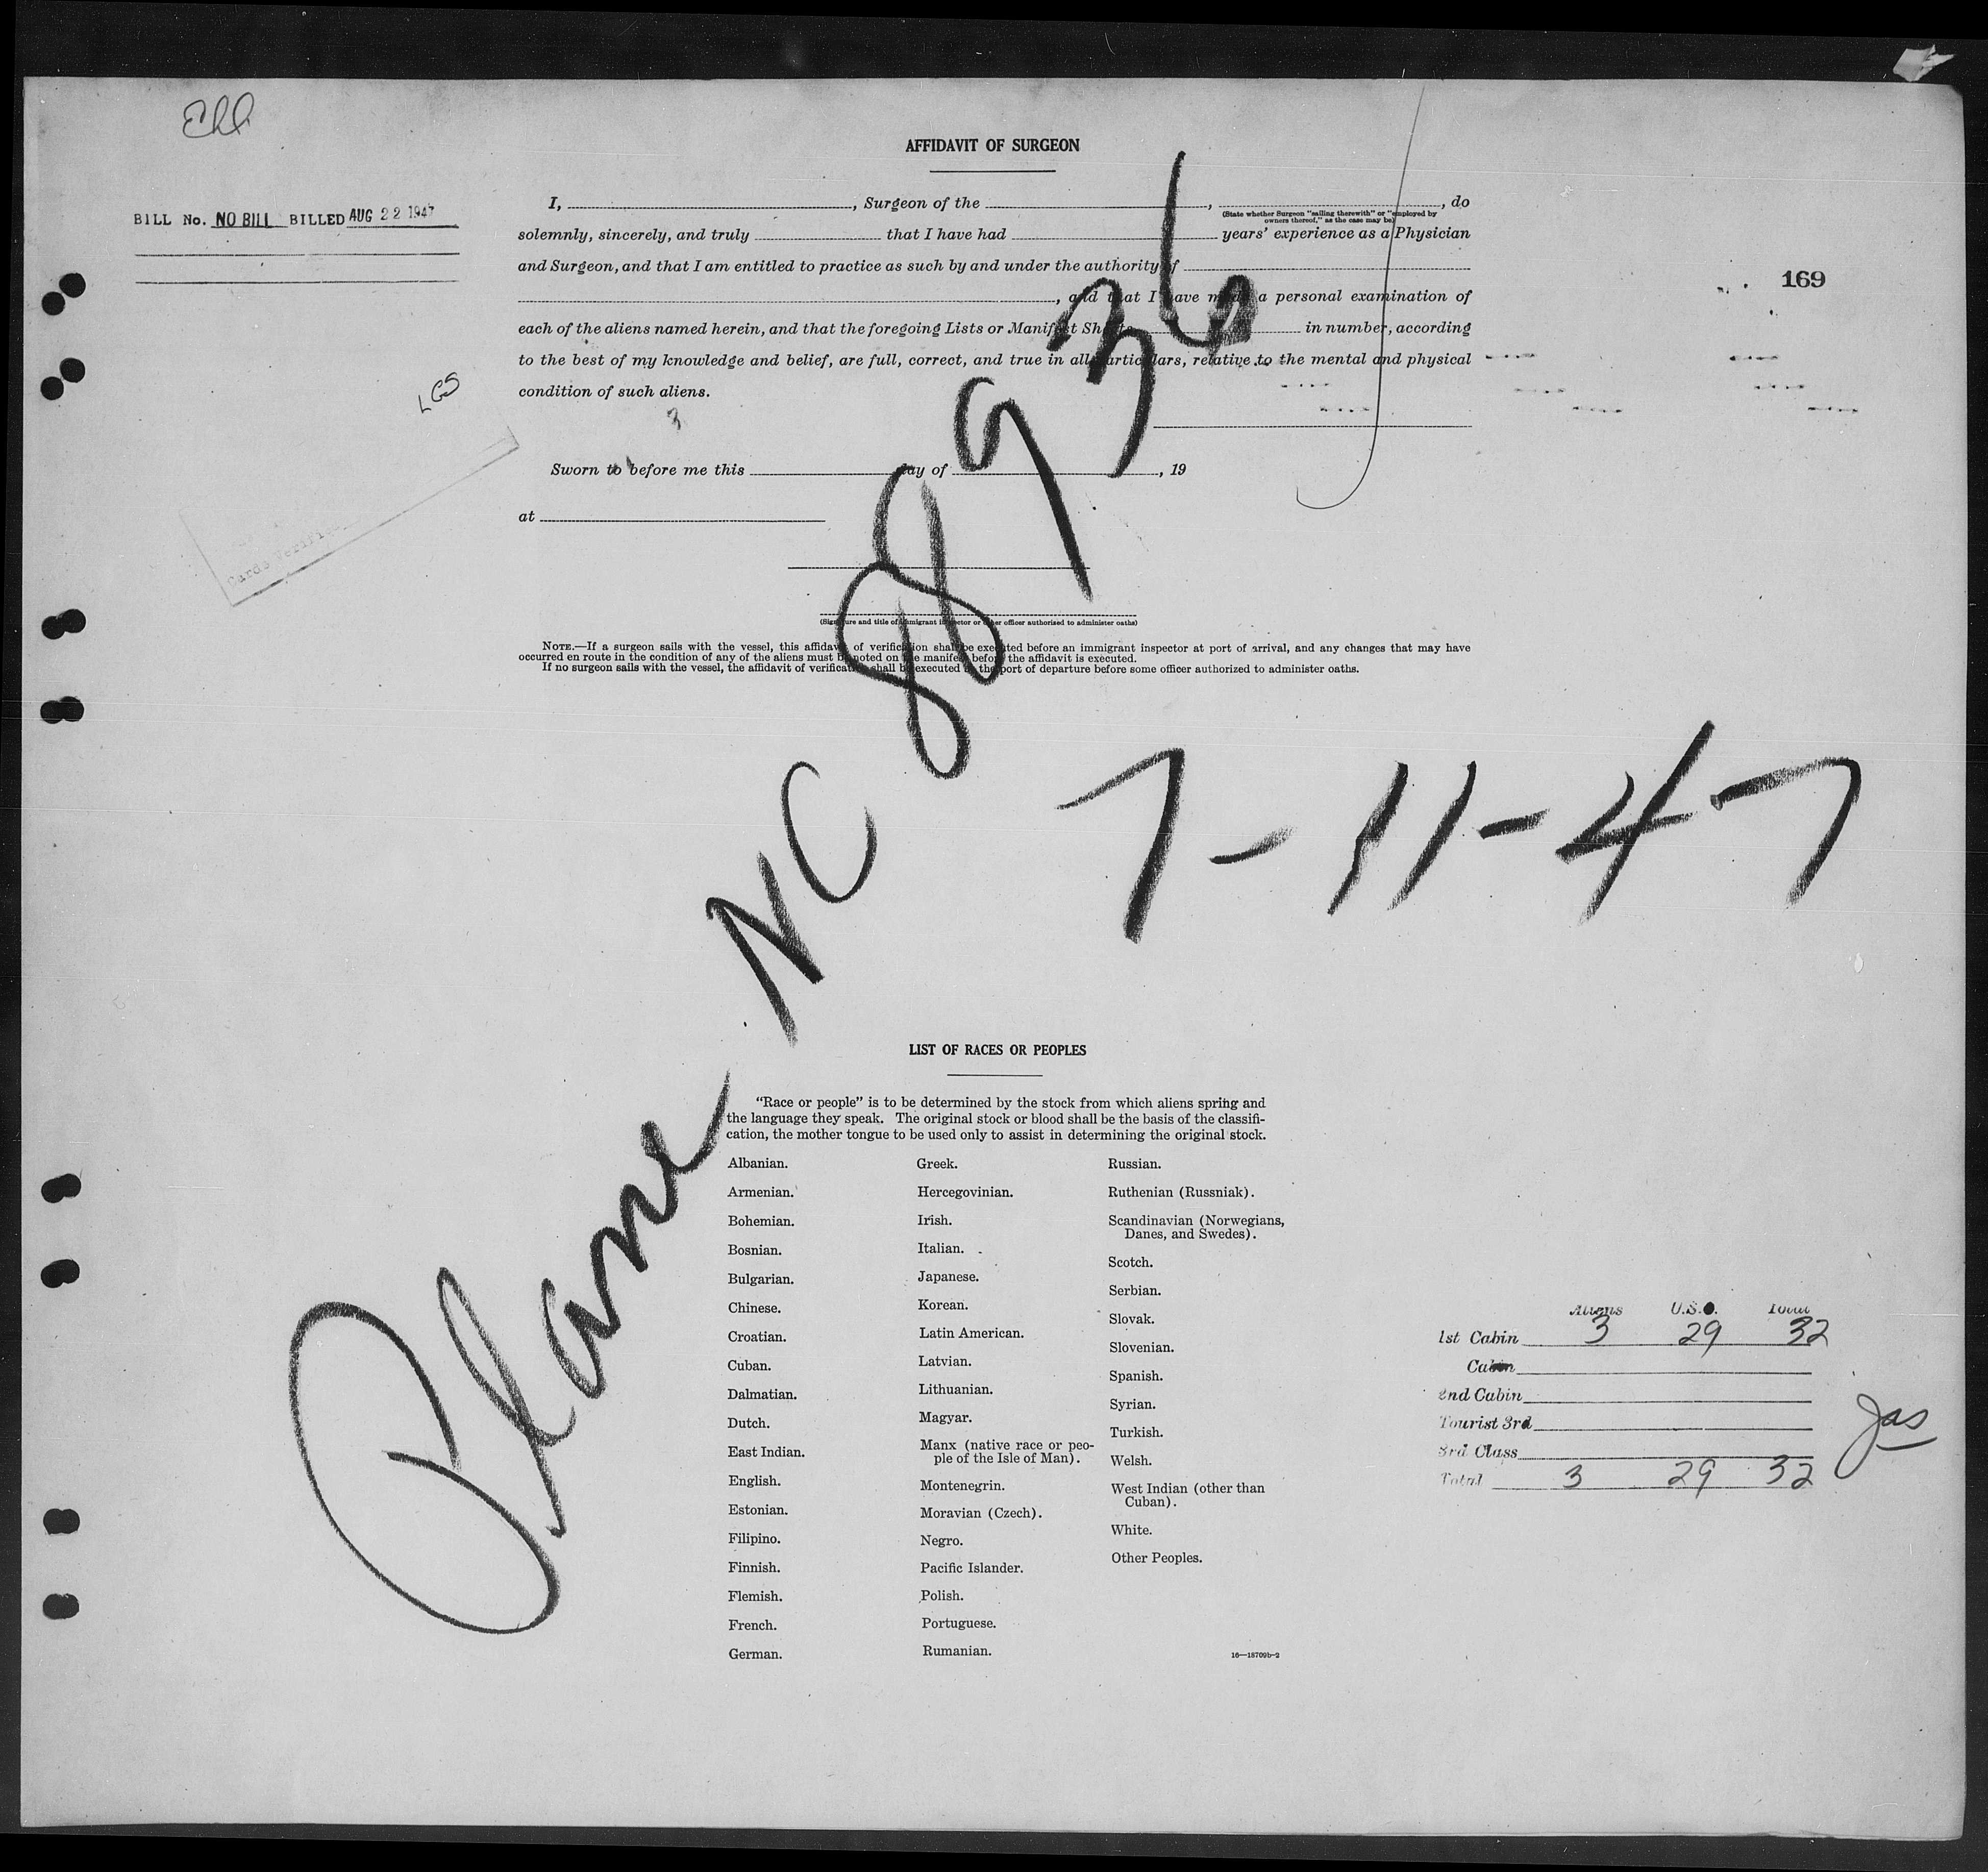 Ehl
AFFIDAVIT OF SURGEON
BILL No. NO BILL BILLED AUG 22 1947
I, , Surgeon of the , , do
(State whether Surgeon "sailing therewith" or "employed by
owners thereof," as the case may be)
solemnly, sincerely, and truly that I have had years' experience as a Physician
and Surgeon, and that I am entitled to practice as such by and under the authority of
169
, and that I have made a personal examination of
each of the aliens named herein, and that the foregoing Lists or Manifest Sheets in number, according
to the best of my knowledge and belief, are full, correct, and true in all particulars, relative to the mental and physical
condition of such aliens.
LGS
3
Sworn to before me this day of , 19
at
Cards Verified
(Signature and title of immigrant inspector or other officer authorized to administer oaths)
NOTE.—If a surgeon sails with the vessel, this affidavit of verification shall be executed before an immigrant inspector at port of arrival, and any changes that may have
occurred en route in the condition of any of the aliens must be noted on the manifest before the affidavit is executed.
If no surgeon sails with the vessel, the affidavit of verification shall be executed at the port of departure before some officer authorized to administer oaths.
Plane NC 88936
7-11-47
LIST OF RACES OR PEOPLES
"Race or people" is to be determined by the stock from which aliens spring and
the language they speak. The original stock or blood shall be the basis of the classifi-
cation, the mother tongue to be used only to assist in determining the original stock.
Albanian.
Armenian.
Bohemian.
Bosnian.
Bulgarian.
Chinese.
Croatian.
Cuban.
Dalmatian.
Dutch.
East Indian.
English.
Estonian.
Filipino.
Finnish.
Flemish.
French.
German.
Greek.
Hercegovinian.
Irish.
Italian.
Japanese.
Korean.
Latin American.
Latvian.
Lithuanian.
Magyar.
Manx (native race or peo-
ple of the Isle of Man).
Montenegrin.
Moravian (Czech).
Negro.
Pacific Islander.
Polish.
Portuguese.
Rumanian.
Russian.
Ruthenian (Russniak).
Scandinavian (Norwegians,
Danes, and Swedes).
Scotch.
Serbian.
Slovak.
Slovenian.
Spanish.
Syrian.
Turkish.
Welsh.
West Indian (other than
Cuban).
White.
Other Peoples.
16—18709b-2
Aliens U.S.C. Total
1st Cabin 3 29 32
Cabin
2nd Cabin
Tourist 3rd
3rd Class
Total 3 29 32
Jas